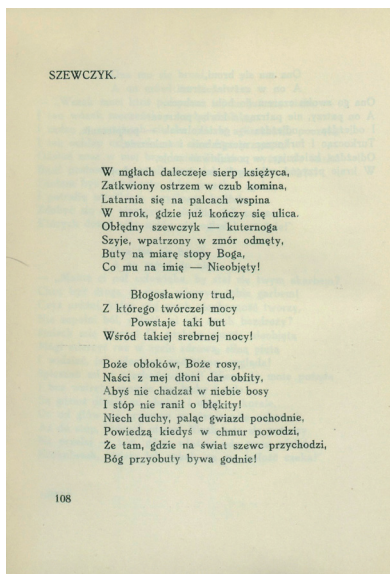 SZEWCZYK.
W mgłach daleczeje sierp księżyca,
Zatkwiony ostrzem w czub komina,
Latarnia się na palcach wspina
W mrok, gdzie już kończy się ulica.
Obłędny szewczyk — kuternoga
Szyje, wpatrzony w zmór odmęty,
Buty na miarę stopy Boga,
Co mu na imię — Nieobjęty!
Błogosławiony trud,
Z którego twórczej mocy
Powstaje taki but
Wśród takiej srebrnej nocy!
Boże obłoków, Boże rosy,
Naści z mej dłoni dar obfity,
Abyś nie chadzał w niebie bosy
I stóp nie ranił o błękity!
Niech duchy, paląc gwiazd pochodnie,
Powiedzą kiedyś w chmur powodzi,
Że tam, gdzie na świat szewc przychodzi,
Bóg przyobuty bywa godnie!
108